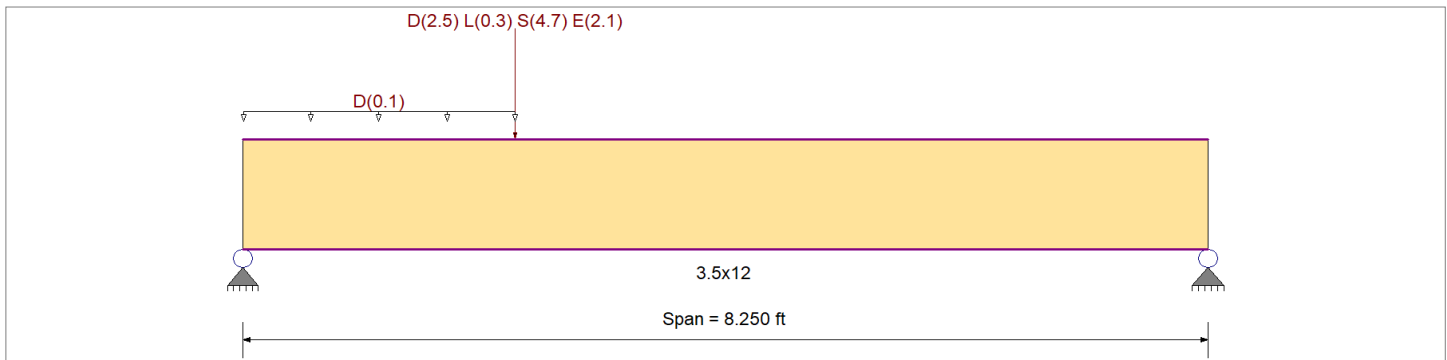 D(2.5) L(0.3) S(4.7) E(2.1)
D(0.1)
3.5x12
Span = 8.250 ft